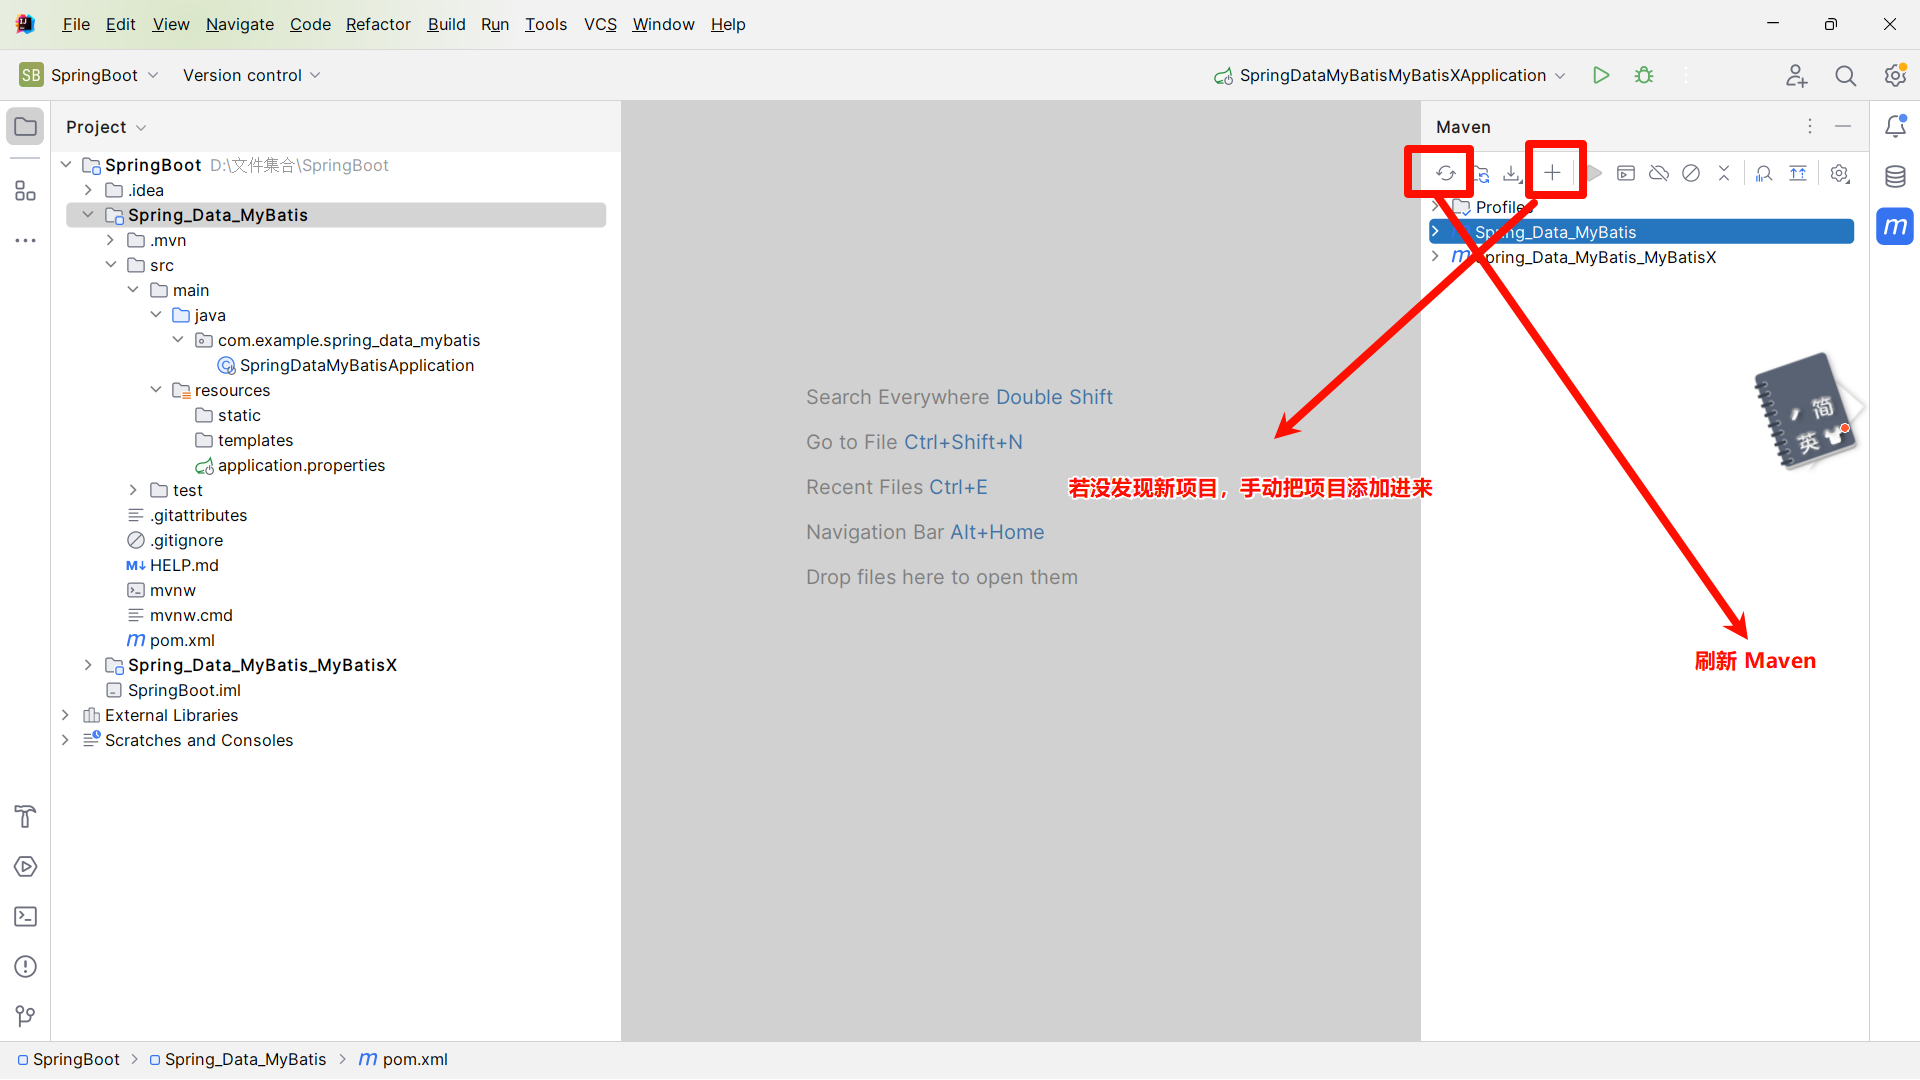 File Edit View Navigate Code Refactor Build Run Tools VCS Window Help
SB SpringBoot Version control SpringDataMyBatisMyBatisXApplication
Project
SpringBoot D:\文件集合\SpringBoot
.idea
Spring_Data_MyBatis
.mvn
src
main
java
com.example.spring_data_mybatis
SpringDataMyBatisApplication
resources
static
templates
application.properties
test
.gitattributes
.gitignore
HELP.md
mvnw
mvnw.cmd
pom.xml
Spring_Data_MyBatis_MyBatisX
SpringBoot.iml
External Libraries
Scratches and Consoles
Search Everywhere Double Shift
Go to File Ctrl+Shift+N
Recent Files Ctrl+E
Navigation Bar Alt+Home
Drop files here to open them
若没发现新项目，手动把项目添加进来
Maven
Profiles
Spring_Data_MyBatis
Spring_Data_MyBatis_MyBatisX
简
英
刷新 Maven
SpringBoot Spring_Data_MyBatis pom.xml